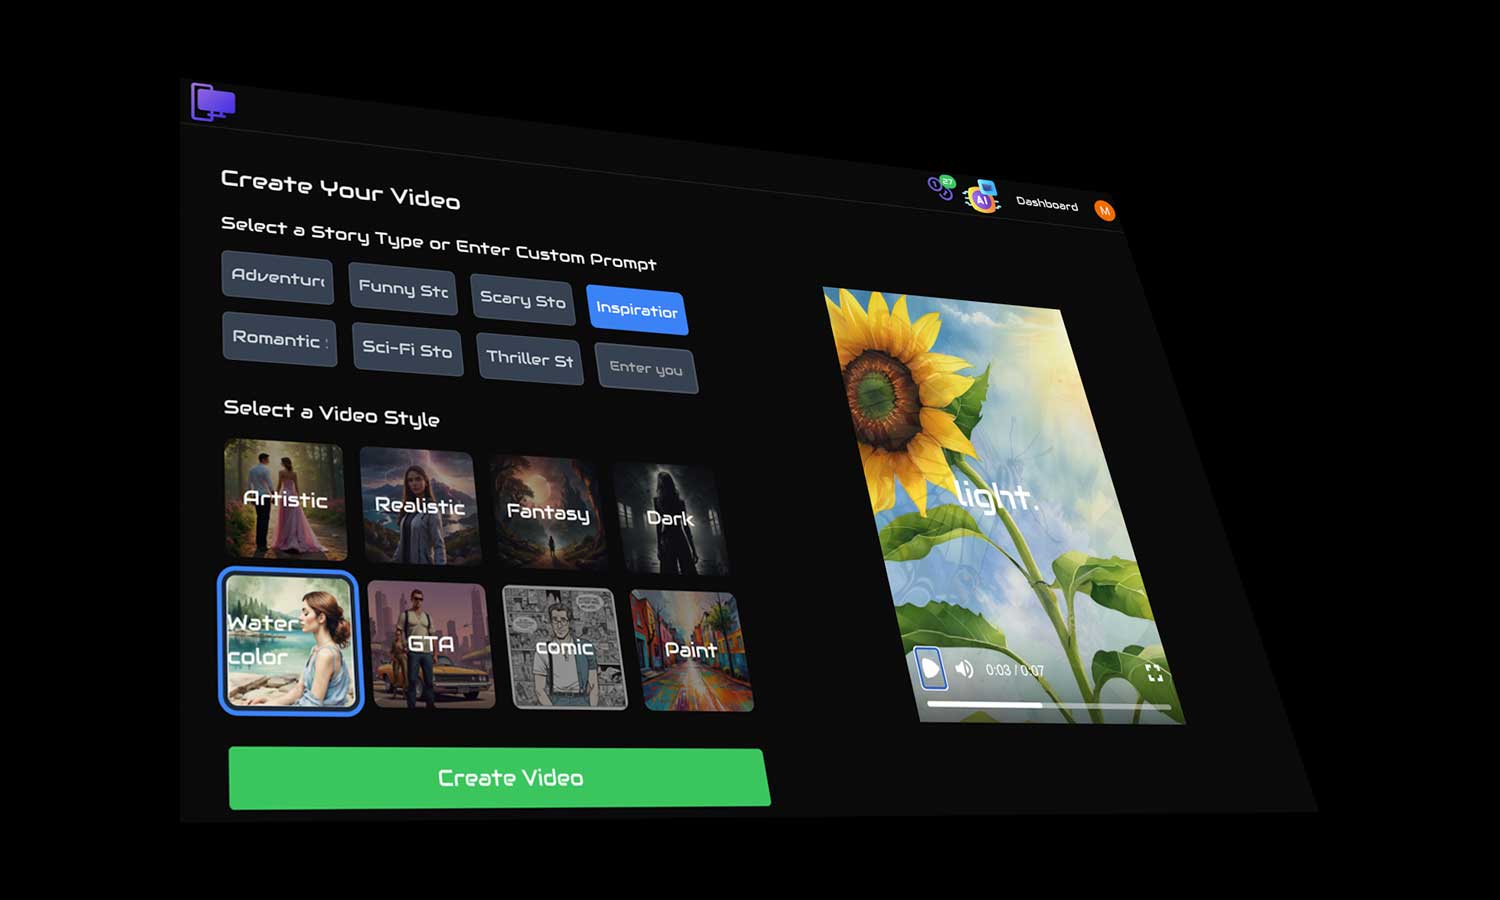 27
AI
Dashboard
M
Create Your Video
Select a Story Type or Enter Custom Prompt
Adventure
Funny Sto
Scary Sto
Inspiration
Romantic
Sci-Fi Sto
Thriller St
Enter you
Select a Video Style
Artistic
Realistic
Fantasy
Dark
Water
color
GTA
comic
Paint
Create Video
light.
0:03 / 0:07